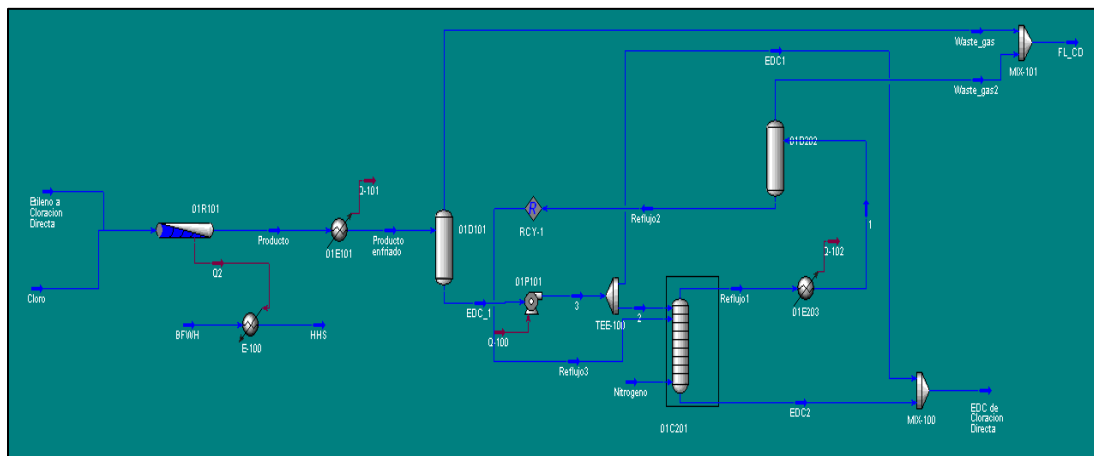 Waste_gas
FL_CD
MIX-101
EDC1
Waste_gas2
01D202
Etileno a
Cloracion
Directa
01R101
Q-101
Producto
01E101
Producto
enfriado
01D101
RCY-1
Reflujo2
1
Q2
Cloro
BFWH
E-100
HHS
EDC_1
01P101
3
Q-100
TEE-100
2
Reflujo1
Q-102
01E203
Reflujo3
Nitrogeno
01C201
EDC2
MIX-100
EDC de
Cloracion
Directa
R